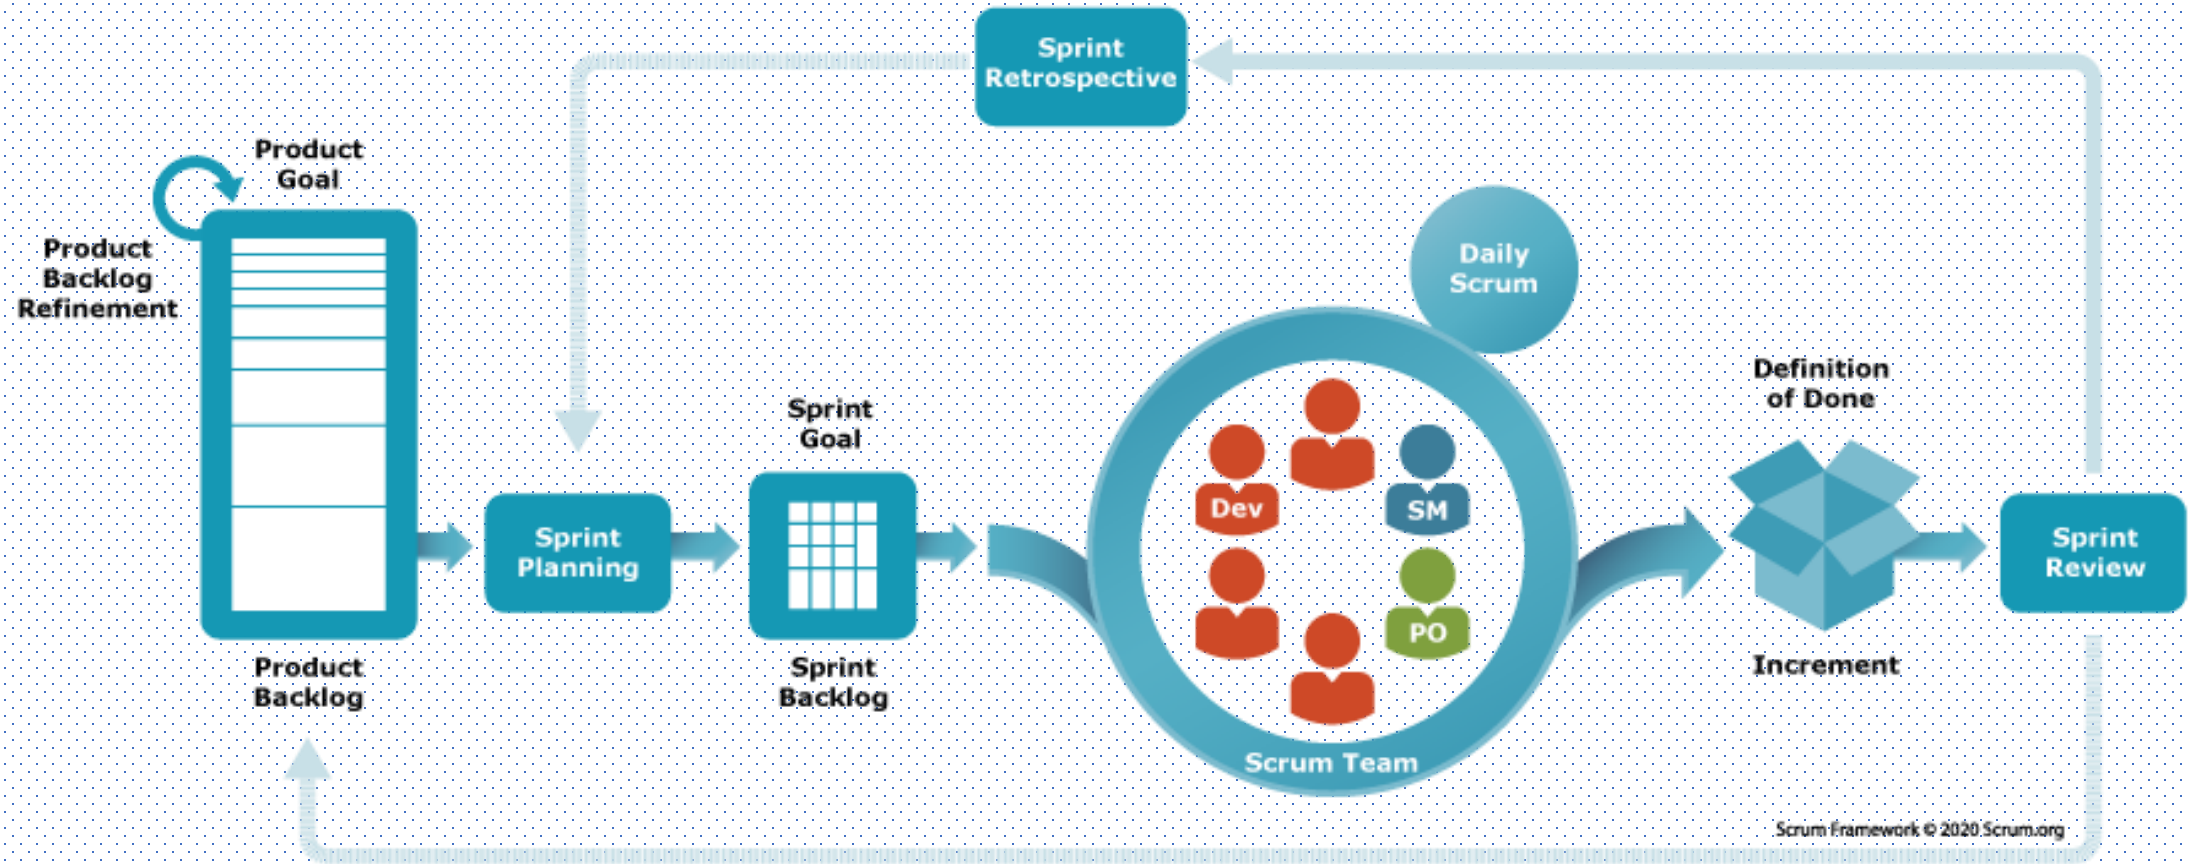 Sprint
Retrospective
Product
Goal
Product
Backlog
Refinement
Product
Backlog
Sprint
Planning
Sprint
Goal
Sprint
Backlog
Daily
Scrum
Dev
SM
PO
Scrum Team
Definition
of Done
Increment
Sprint
Review
Scrum Framework © 2020 Scrum.org